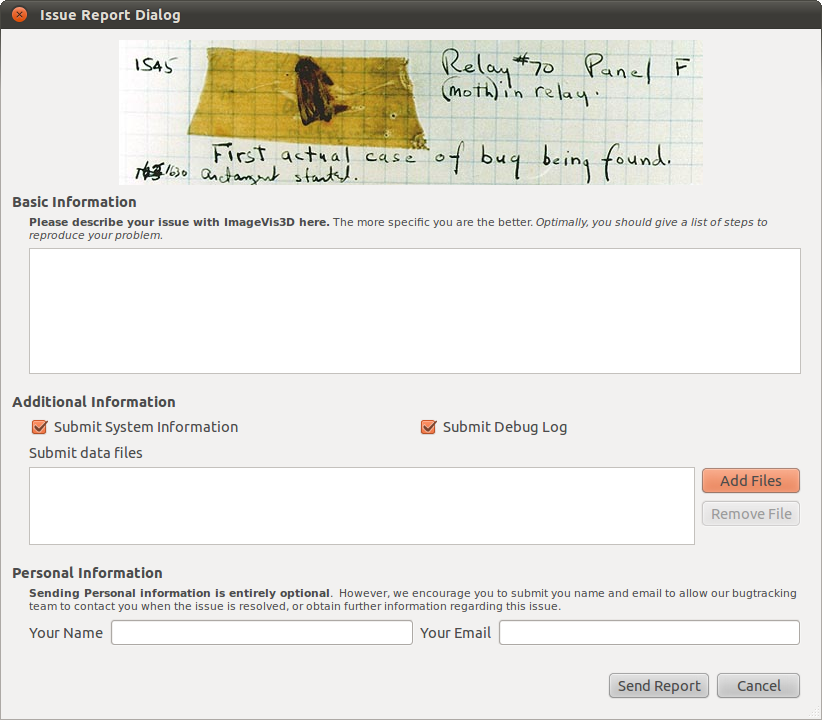 Issue Report Dialog
1545
Relay #70 Panel F
(moth) in relay.
First actual case of bug being found.
1630 arctangent started.
Basic Information
Please describe your issue with ImageVis3D here. The more specific you are the better. Optimally, you should give a list of steps to
reproduce your problem.
Additional Information
Submit System Information
Submit Debug Log
Submit data files
Add Files
Remove File
Personal Information
Sending Personal information is entirely optional. However, we encourage you to submit you name and email to allow our bugtracking
team to contact you when the issue is resolved, or obtain further information regarding this issue.
Your Name
Your Email
Send Report
Cancel